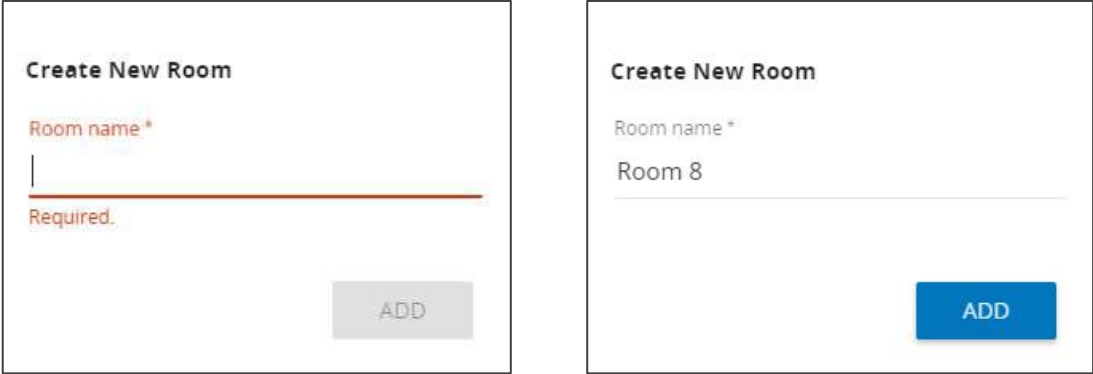 Create New Room
Room name *
Required.
ADD
Create New Room
Room name *
Room 8
ADD